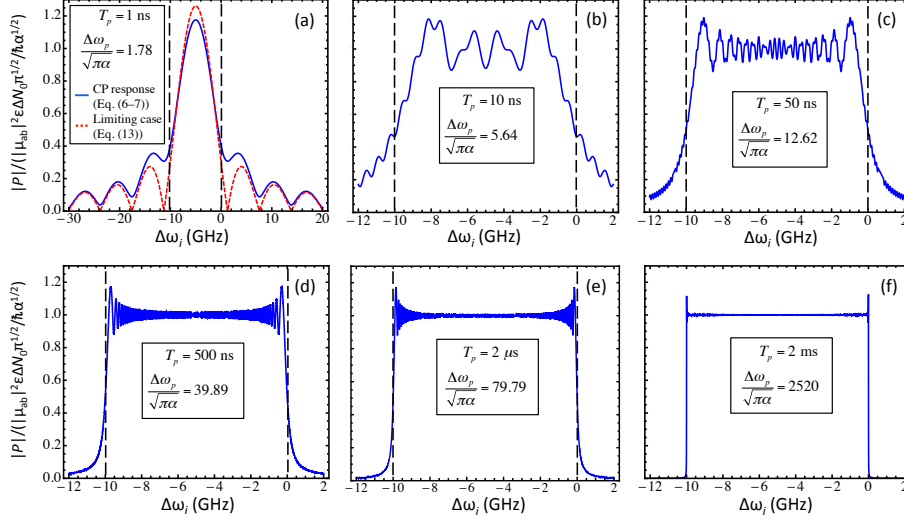 |P|/(|μ_ab|²εΔN₀π^1/2/ħα^1/2)
1.2
1.0
0.8
0.6
0.4
0.2
0.0
T_p = 1 ns
Δω_p/√πα = 1.78
CP response
(Eq. (6–7))
Limiting case
(Eq. (13))
(a)
−30 −20 −10 0 10 20
Δω_i (GHz)
(b)
T_p = 10 ns
Δω_p/√πα = 5.64
−12 −10 −8 −6 −4 −2 0 2
Δω_i (GHz)
(c)
T_p = 50 ns
Δω_p/√πα = 12.62
−12 −10 −8 −6 −4 −2 0 2
Δω_i (GHz)
|P|/(|μ_ab|²εΔN₀π^1/2/ħα^1/2)
1.2
1.0
0.8
0.6
0.4
0.2
0.0
(d)
T_p = 500 ns
Δω_p/√πα = 39.89
−12 −10 −8 −6 −4 −2 0 2
Δω_i (GHz)
(e)
T_p = 2 μs
Δω_p/√πα = 79.79
−12 −10 −8 −6 −4 −2 0 2
Δω_i (GHz)
(f)
T_p = 2 ms
Δω_p/√πα = 2520
−12 −10 −8 −6 −4 −2 0 2
Δω_i (GHz)